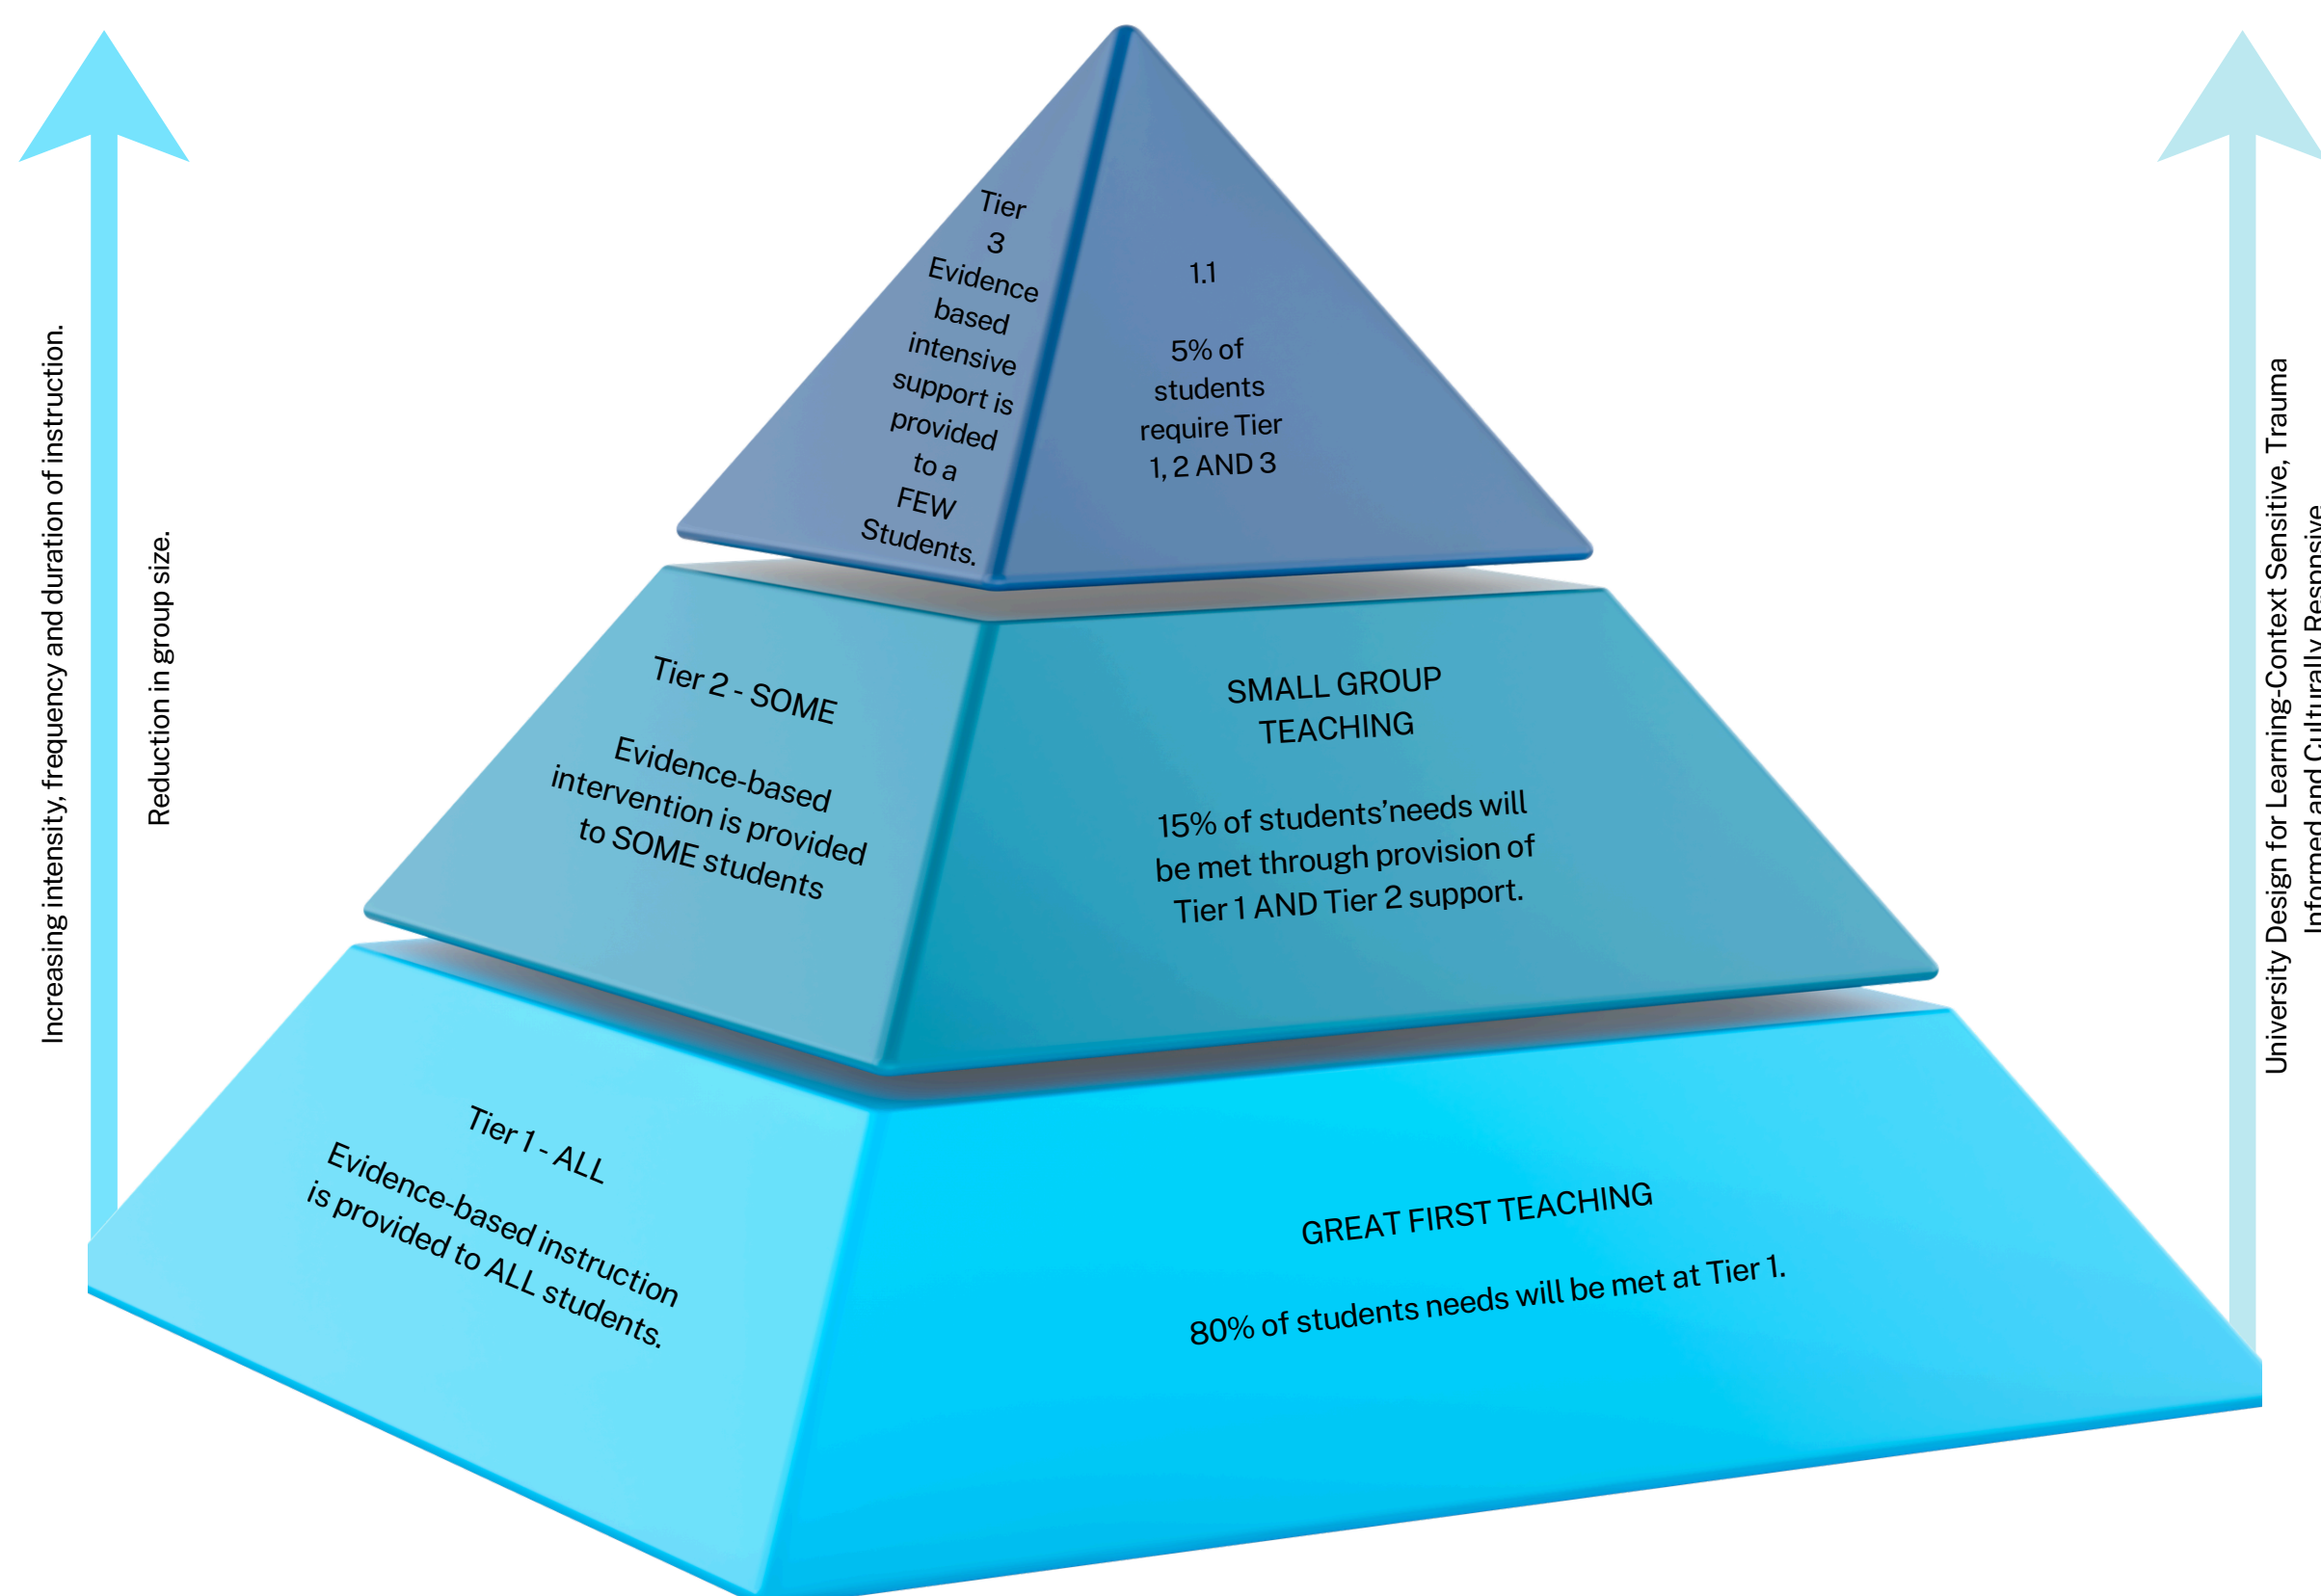 Increasing intensity, frequency and duration of instruction.
Reduction in group size.
Tier
3
Evidence
based
intensive
support is
provided
to a
FEW
Students.
1.1
5% of
students
require Tier
1, 2 AND 3
Tier 2 - SOME
Evidence-based
intervention is provided
to SOME students
SMALL GROUP
TEACHING
15% of students'needs will
be met through provision of
Tier 1 AND Tier 2 support.
Tier 1 - ALL
Evidence-based instruction
is provided to ALL students.
GREAT FIRST TEACHING
80% of students needs will be met at Tier 1.
University Design for Learning-Context Sensitive, Trauma
Informed and Culturally Responsive